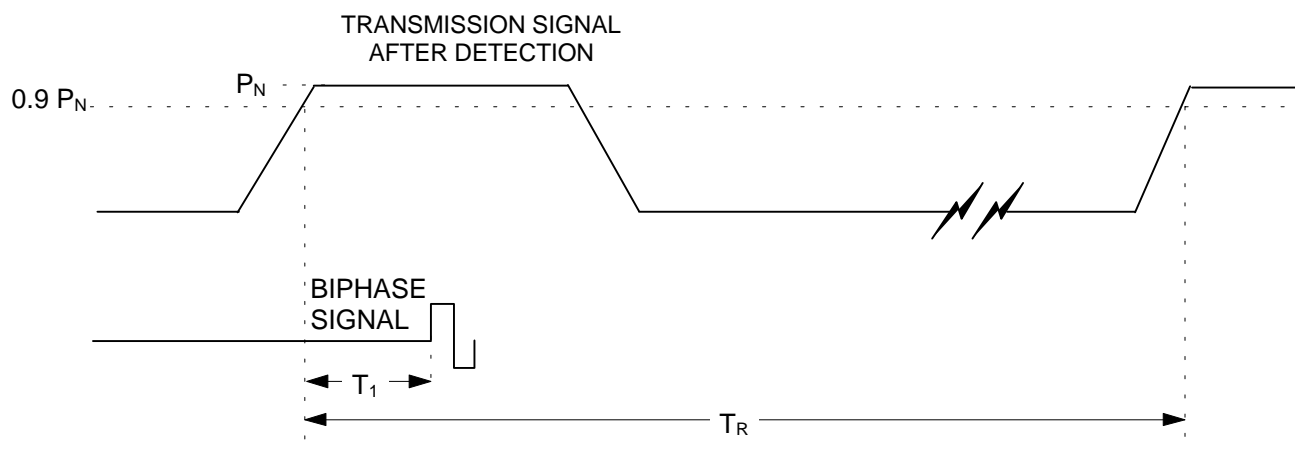 TRANSMISSION SIGNAL
AFTER DETECTION
P_N
0.9 P_N
BIPHASE
SIGNAL
T_1
T_R